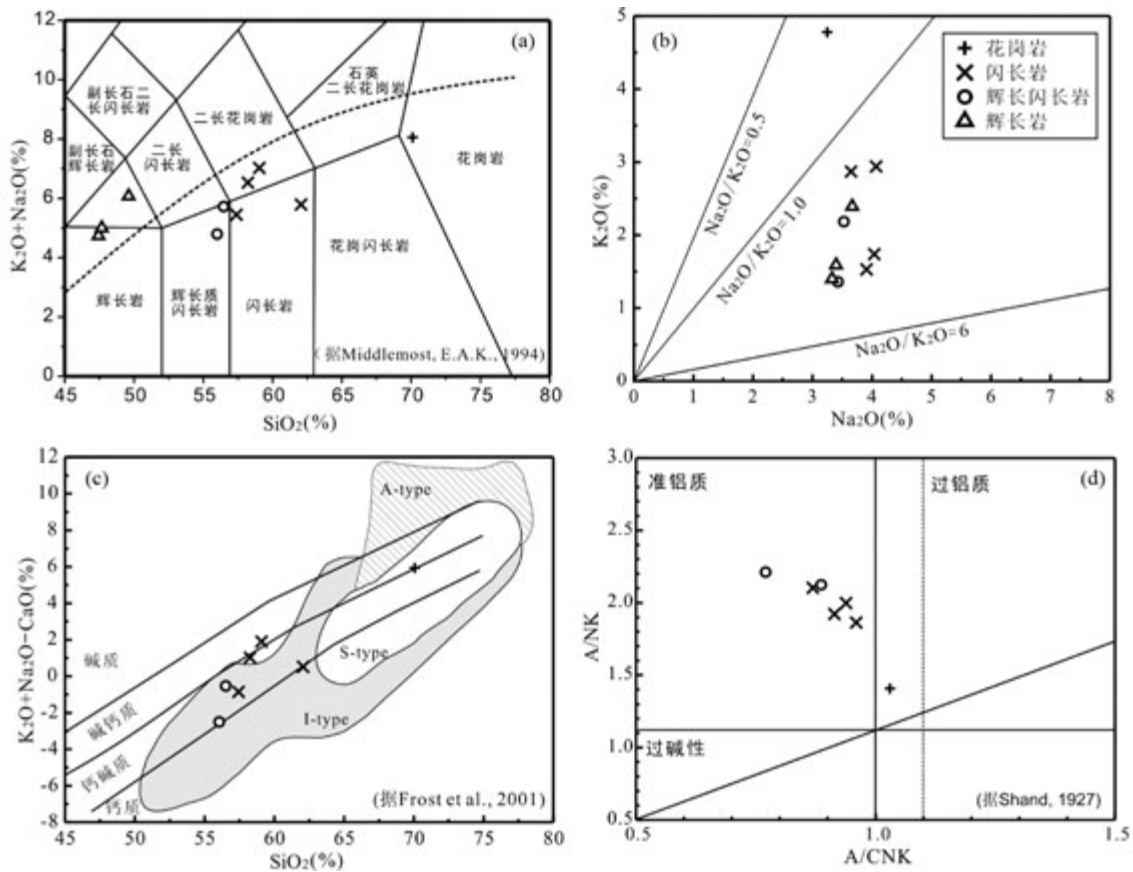 (a)
K₂O+Na₂O(%)
12
10
8
6
4
2
0
副长石二
长闪长岩
副长石
辉长岩
二长
闪长岩
二长花岗岩
石英
二长花岗岩
花岗岩
辉长岩
辉长质
闪长岩
闪长岩
花岗闪长岩
(据Middlemost, E.A.K., 1994)
45 50 55 60 65 70 75 80
SiO₂(%)
(b)
K₂O(%)
5
4
3
2
1
0
花岗岩
闪长岩
辉长闪长岩
辉长岩
Na₂O/K₂O=0.5
Na₂O/K₂O=1.0
Na₂O/K₂O=6
0 1 2 3 4 5 6 7 8
Na₂O(%)
(c)
K₂O+Na₂O−CaO(%)
12
10
8
6
4
2
0
-2
-4
-6
-8
A-type
S-type
I-type
碱质
碱钙质
钙碱质
钙质
(据Frost et al., 2001)
45 50 55 60 65 70 75 80
SiO₂(%)
(d)
A/NK
3.0
2.5
2.0
1.5
1.0
0.5
准铝质
过铝质
过碱性
(据Shand, 1927)
0.5 1.0 1.5
A/CNK